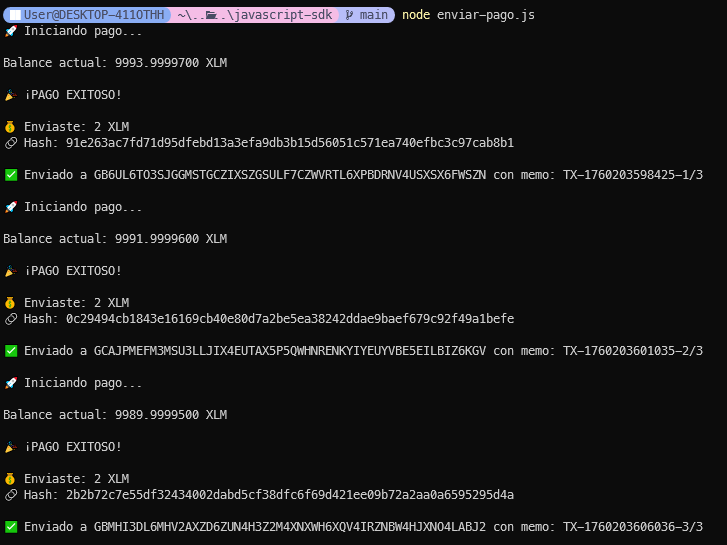 User@DESKTOP-411OTHH ~\..\..\javascript-sdk main node enviar-pago.js
🚀 Iniciando pago...
Balance actual: 9993.9999700 XLM
🎉 ¡PAGO EXITOSO!
💰 Enviaste: 2 XLM
🔗 Hash: 91e263ac7fd71d95dfebd13a3efa9db3b15d56051c571ea740efbc3c97cab8b1
✅ Enviado a GB6UL6TO3SJGGMSTGCZIXSZGSULF7CZWVRTL6XPBDRNV4USXSX6FWSZN con memo: TX-1760203598425-1/3
🚀 Iniciando pago...
Balance actual: 9991.9999600 XLM
🎉 ¡PAGO EXITOSO!
💰 Enviaste: 2 XLM
🔗 Hash: 0c29494cb1843e16169cb40e80d7a2be5ea38242ddae9baef679c92f49a1befe
✅ Enviado a GCAJPMEFM3MSU3LLJIX4EUTAX5P5QWHNRENKYIYEUYVBE5EILBIZ6KGV con memo: TX-1760203601035-2/3
🚀 Iniciando pago...
Balance actual: 9989.9999500 XLM
🎉 ¡PAGO EXITOSO!
💰 Enviaste: 2 XLM
🔗 Hash: 2b2b72c7e55df32434002dabd5cf38dfc6f69d421ee09b72a2aa0a6595295d4a
✅ Enviado a GBMHI3DL6MHV2AXZD6ZUN4H3Z2M4XNXWH6XQV4IRZNBW4HJXNO4LABJ2 con memo: TX-1760203606036-3/3